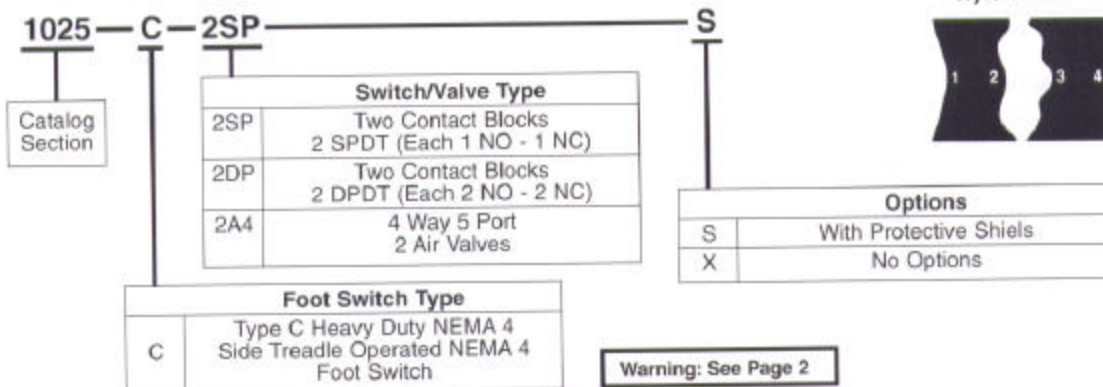 1025 — C — 2SP — S
Catalog
Section
Switch/Valve Type
2SP Two Contact Blocks
2 SPDT (Each 1 NO - 1 NC)
2DP Two Contact Blocks
2 DPDT (Each 2 NO - 2 NC)
2A4 4 Way 5 Port
2 Air Valves
Foot Switch Type
C Type C Heavy Duty NEMA 4
Side Treadle Operated NEMA 4
Foot Switch
Warning: See Page 2
1 2 3 4
Options
S With Protective Shiels
X No Options